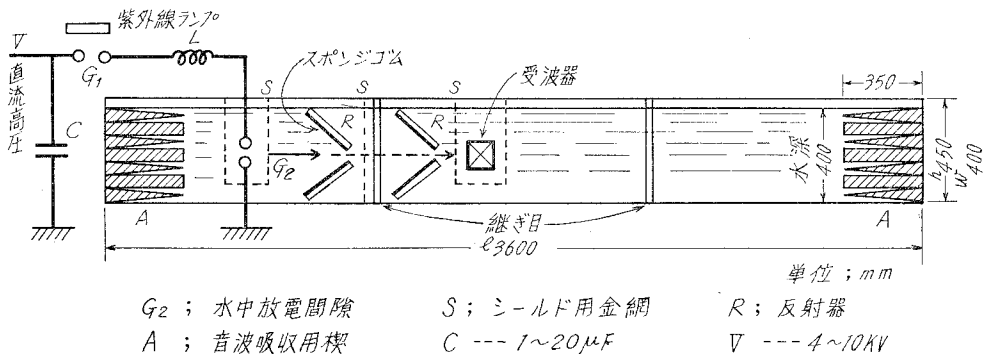 紫外線ランプ
V
L
G1
直流高圧
C
スポンジゴム
S
S
S
R
R
受波器
G2
350
水深
400
h 450
w 400
A
A
継ぎ目
ℓ3600
単位；mm
G2 ； 水中放電間隙
S； シールド用金網
R； 反射器
A ； 音波吸収用楔
C --- 1～20μF
V --- 4～10KV